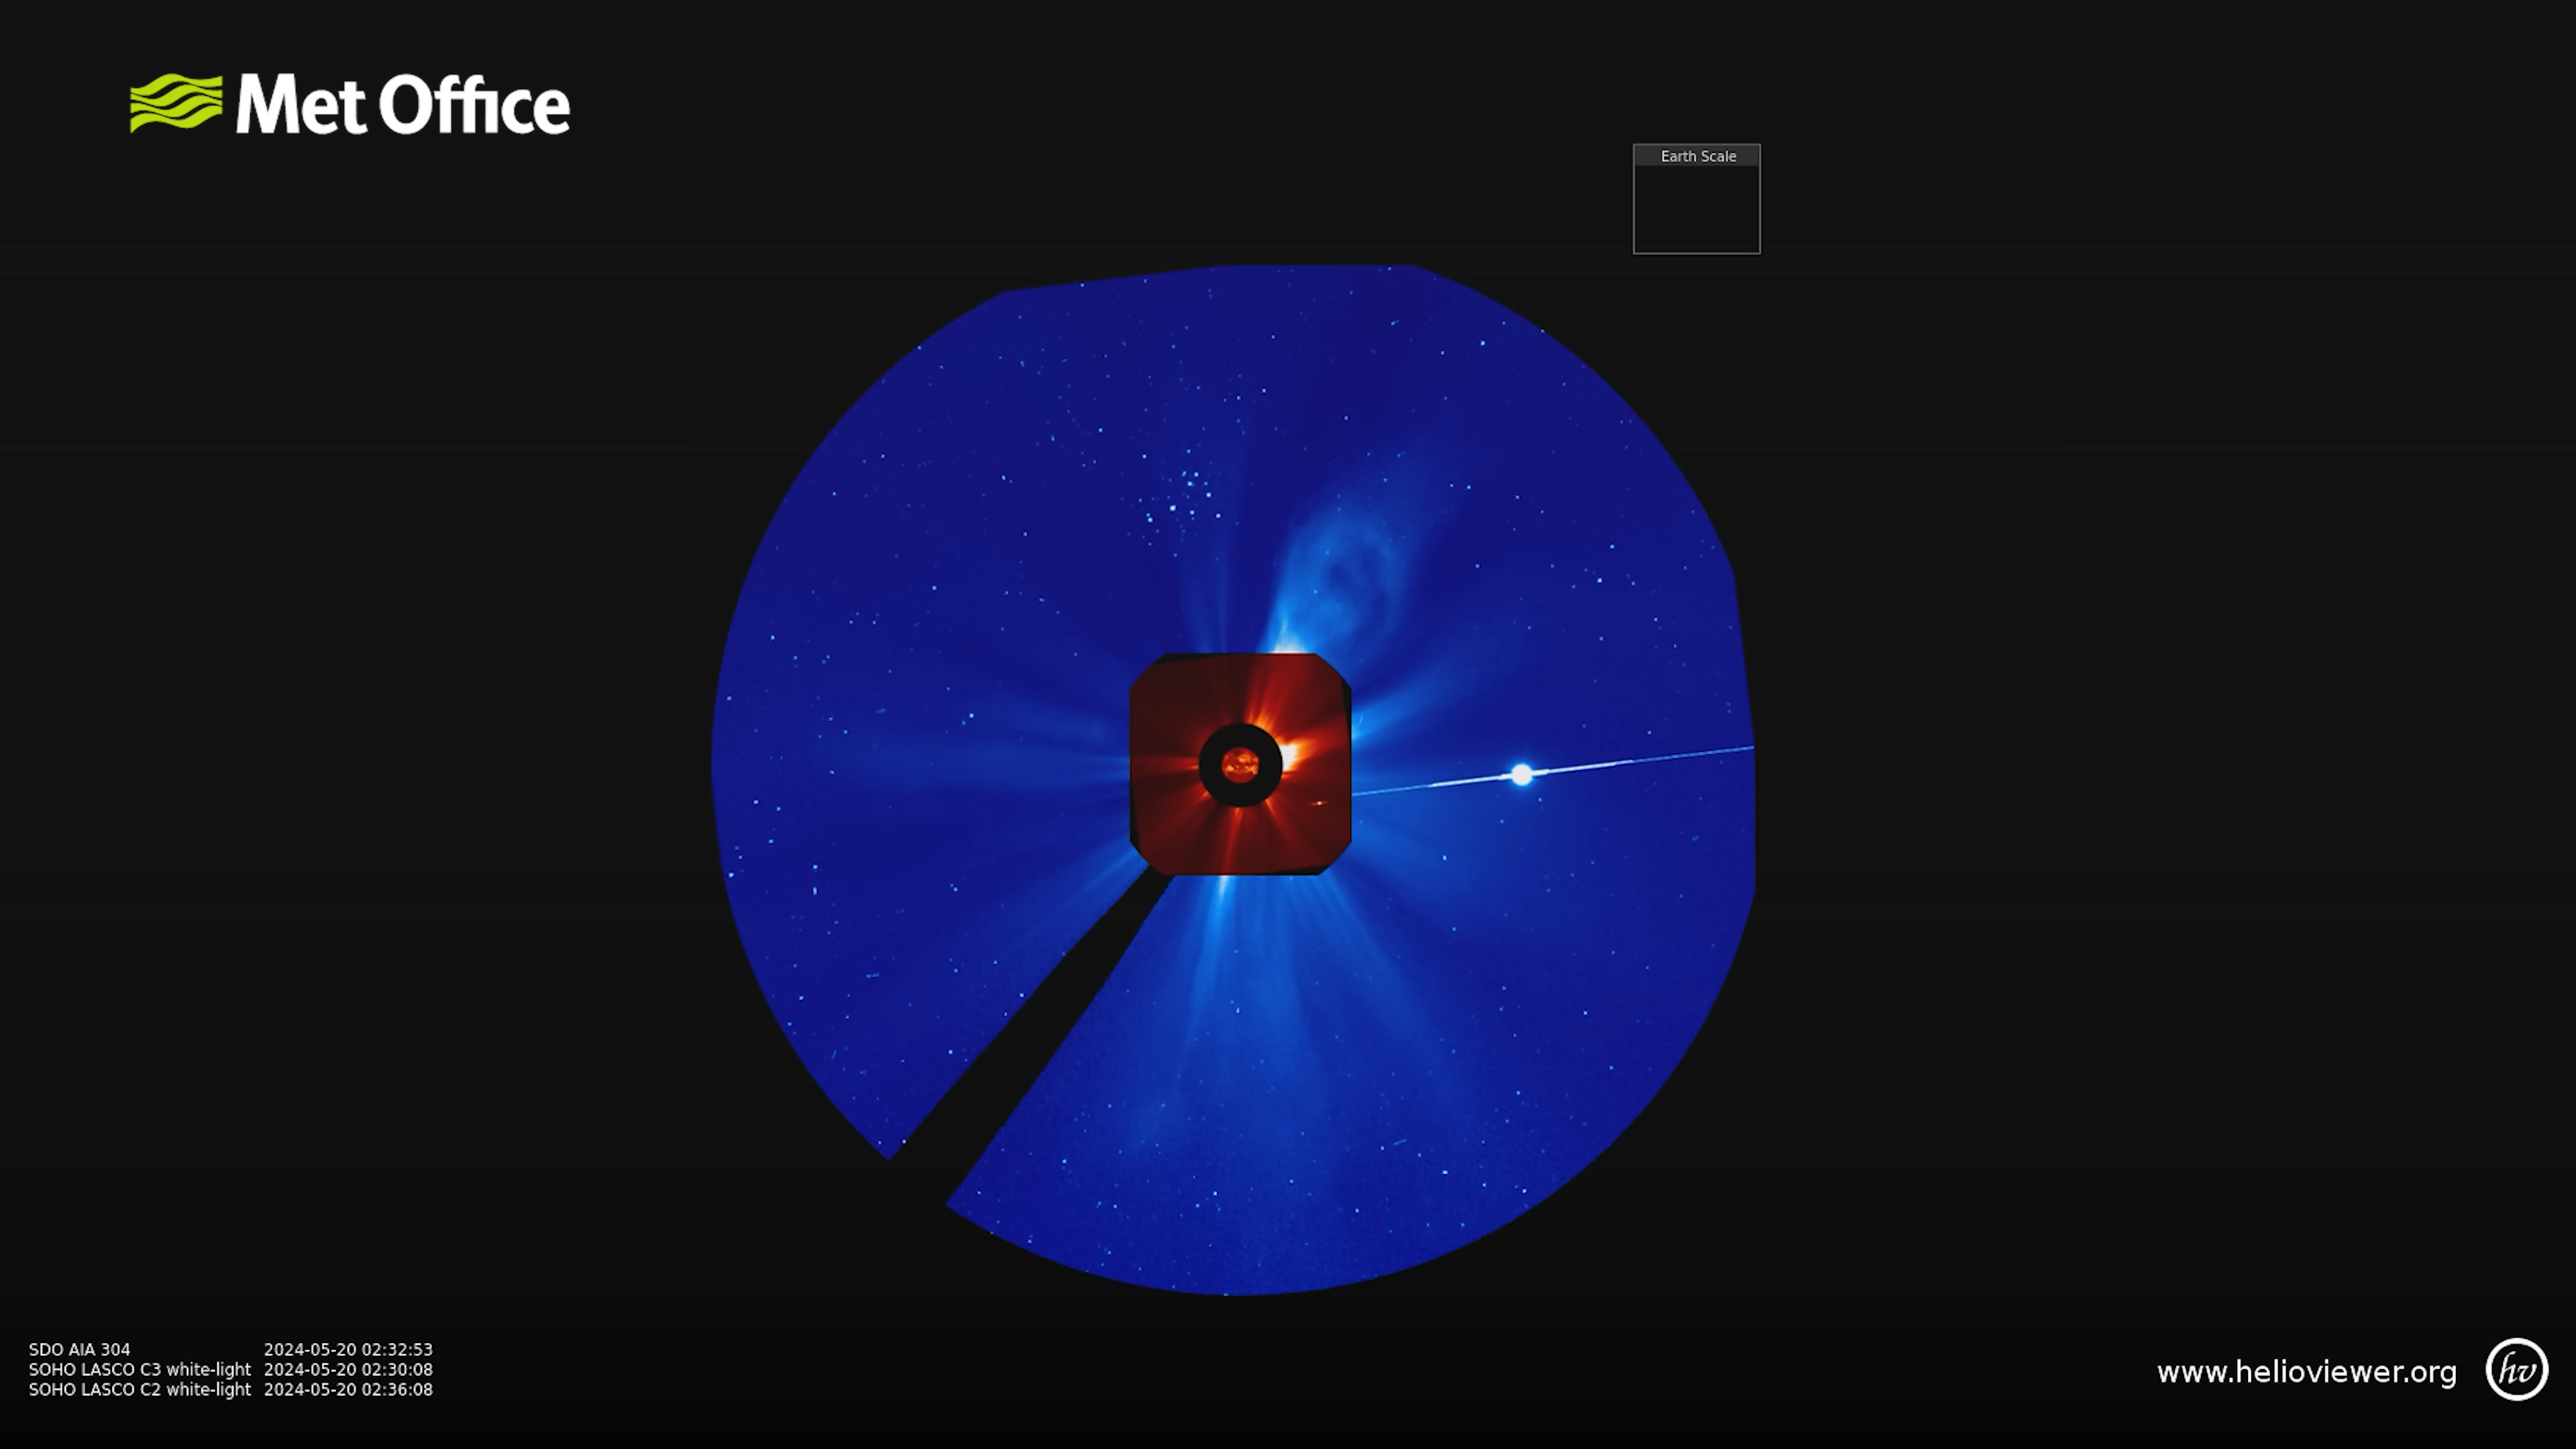 Met Office
Earth Scale
SDO AIA 304 2024-05-20 02:32:53
SOHO LASCO C3 white-light 2024-05-20 02:30:08
SOHO LASCO C2 white-light 2024-05-20 02:36:08
www.helioviewer.org
hv